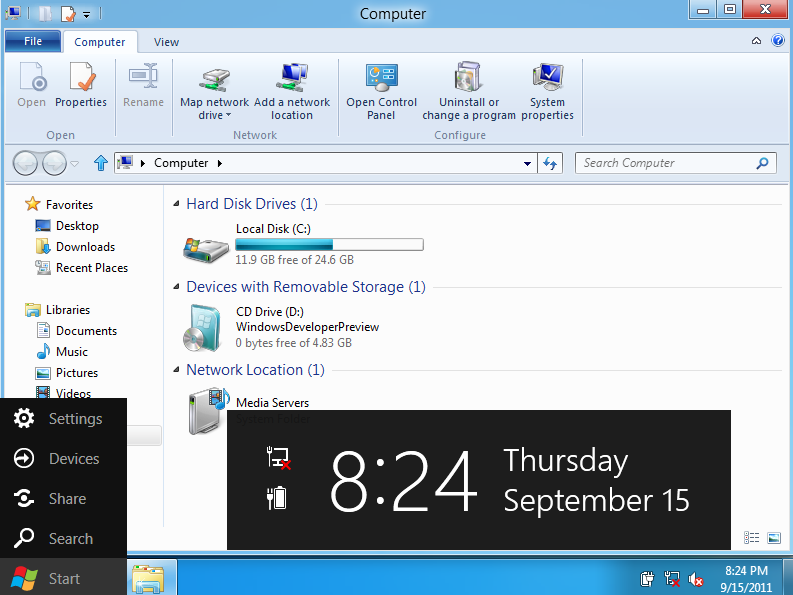 Computer
File
Computer
View
Open
Properties
Rename
Map network
drive
Add a network
location
Open Control
Panel
Uninstall or
change a program
System
properties
Open
Network
Configure
Computer
Search Computer
Favorites
Desktop
Downloads
Recent Places
Libraries
Documents
Music
Pictures
Videos
Hard Disk Drives (1)
Local Disk (C:)
11.9 GB free of 24.6 GB
Devices with Removable Storage (1)
CD Drive (D:)
WindowsDeveloperPreview
0 bytes free of 4.83 GB
Network Location (1)
Media Servers
Settings
Devices
Share
Search
Start
8:24
Thursday
September 15
8:24 PM
9/15/2011